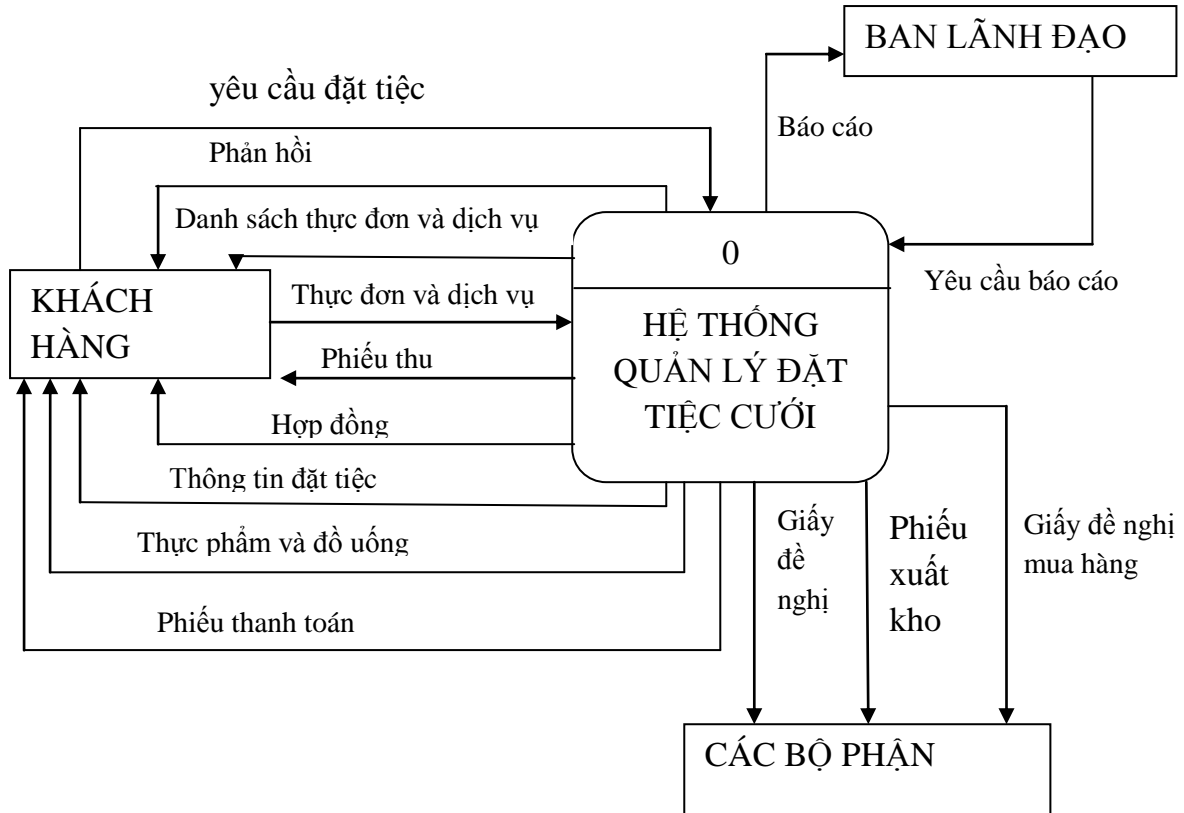 BAN LÃNH ĐẠO
yêu cầu đặt tiệc
Báo cáo
Phản hồi
Danh sách thực đơn và dịch vụ
0
Yêu cầu báo cáo
KHÁCH
HÀNG
Thực đơn và dịch vụ
HỆ THỐNG
QUẢN LÝ ĐẶT
TIỆC CƯỚI
Phiếu thu
Hợp đồng
Thông tin đặt tiệc
Thực phẩm và đồ uống
Phiếu thanh toán
Giấy
đề
nghị
Phiếu
xuất
kho
Giấy đề nghị
mua hàng
CÁC BỘ PHẬN